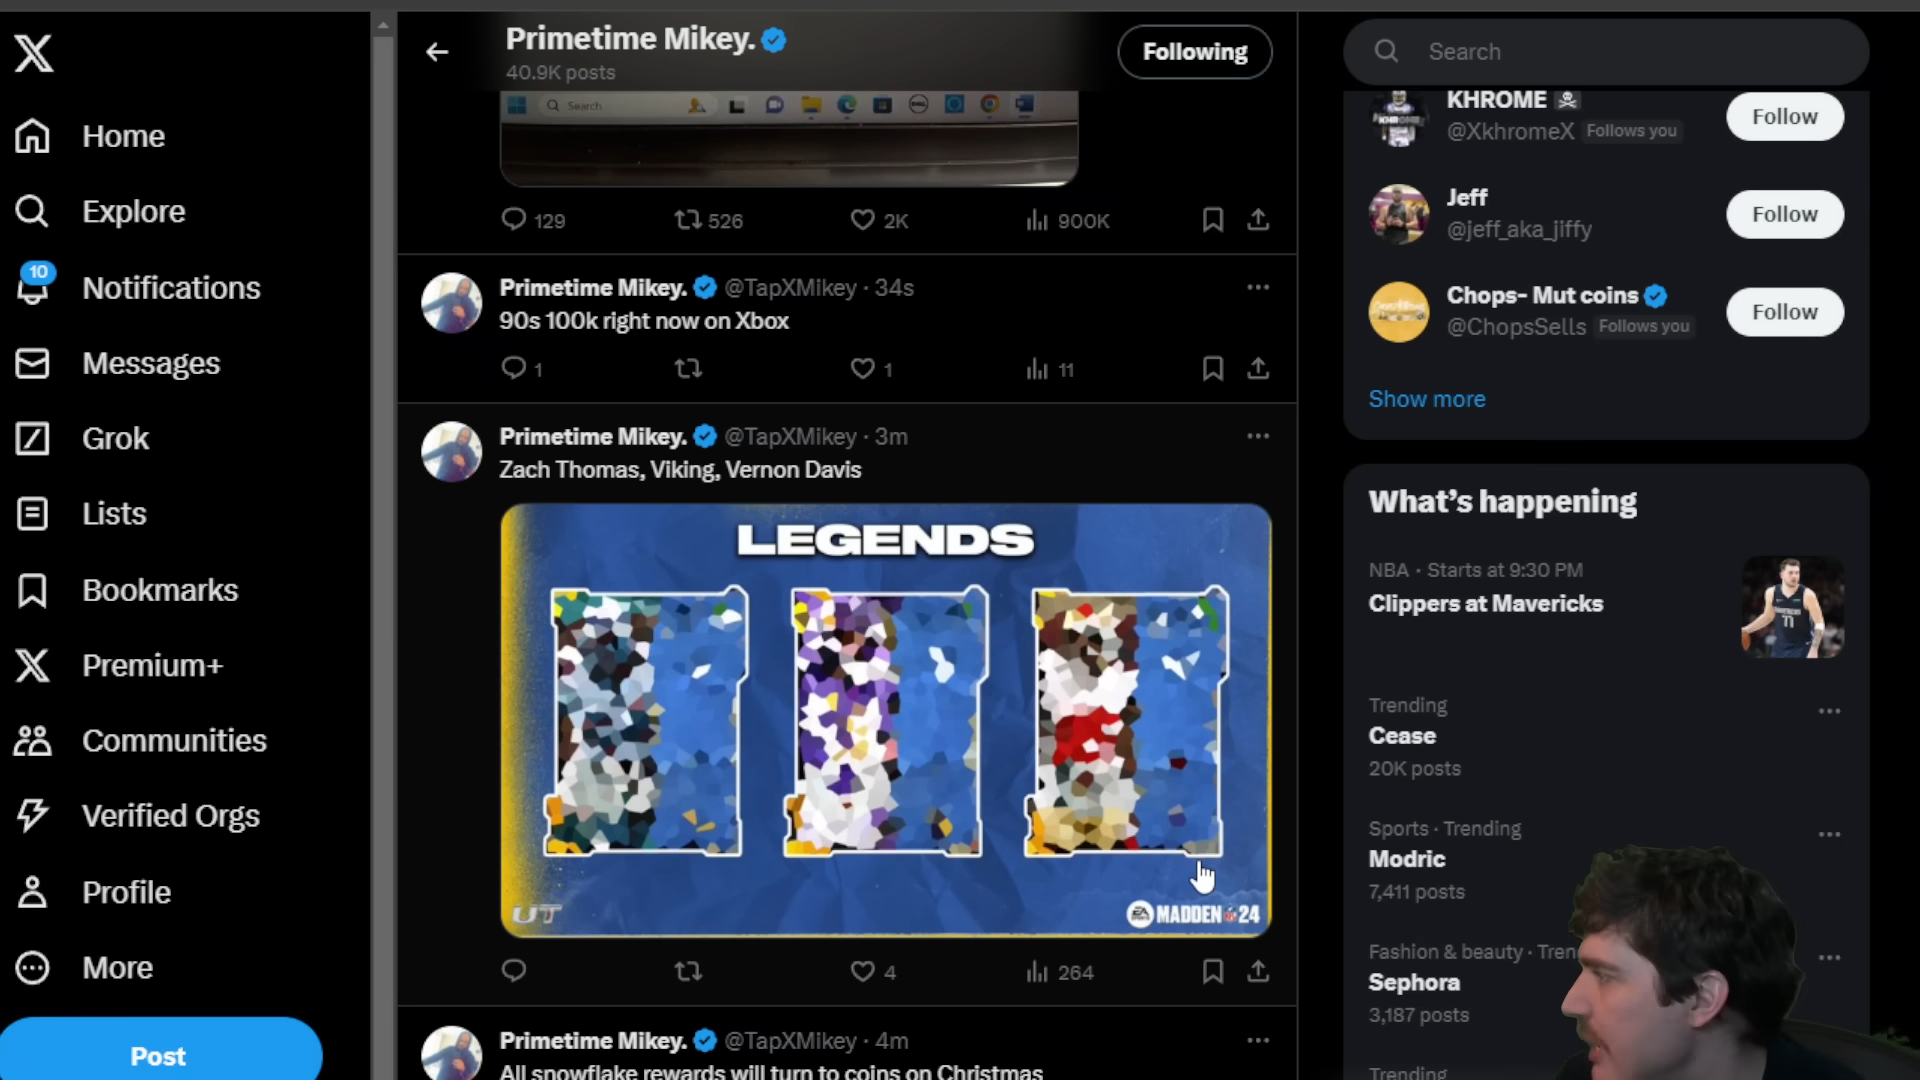 Home
Explore
10
Notifications
Messages
Grok
Lists
Bookmarks
Premium+
Communities
Verified Orgs
Profile
More
Post
Primetime Mikey.
40.9K posts
Following
Search
129
526
2K
900K
Primetime Mikey. @TapXMikey · 34s
90s 100k right now on Xbox
1
1
11
Primetime Mikey. @TapXMikey · 3m
Zach Thomas, Viking, Vernon Davis
LEGENDS
UT
EA SPORTS MADDEN NFL 24
4
264
Primetime Mikey. @TapXMikey · 4m
All snowflake rewards will turn to coins on Christmas
Search
KHROME
@XkhromeX Follows you
Follow
Jeff
@jeff_aka_jiffy
Follow
Chops- Mut coins
@ChopsSells Follows you
Follow
Show more
What's happening
NBA · Starts at 9:30 PM
Clippers at Mavericks
Trending
Cease
20K posts
Sports · Trending
Modric
7,411 posts
Fashion & beauty · Tren
Sephora
3,187 posts
Trending